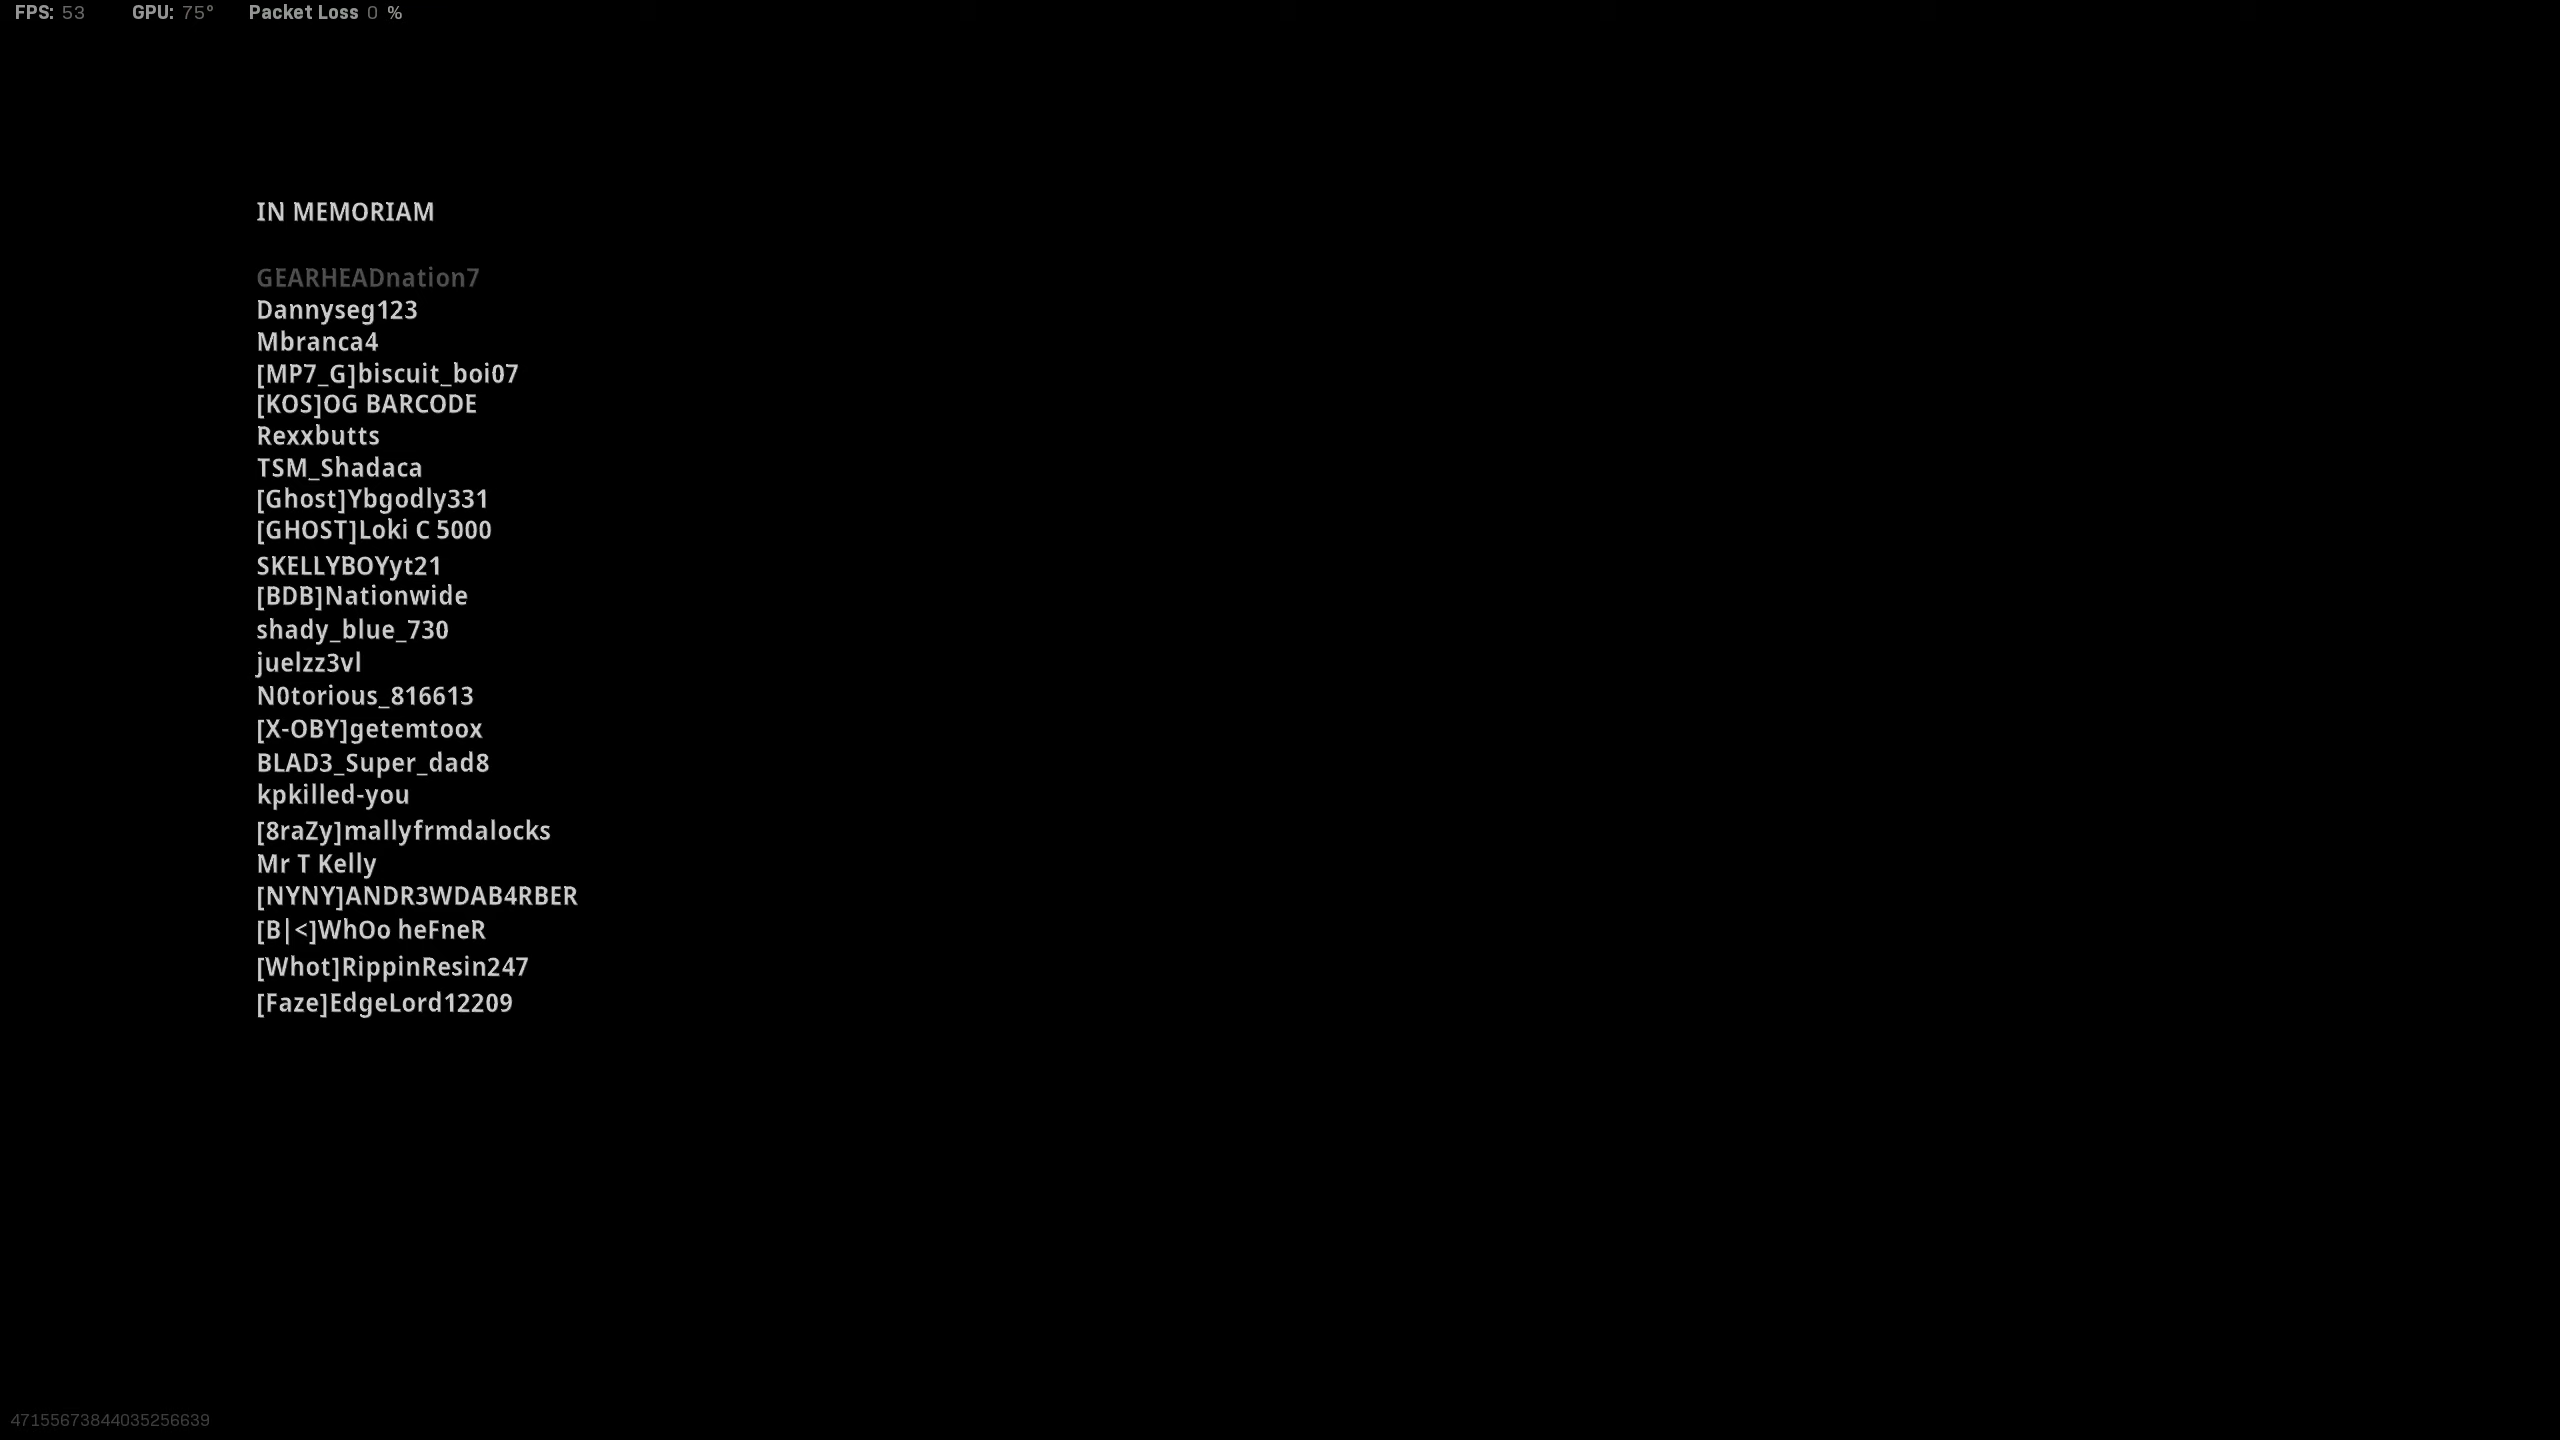 FPS: 53 GPU: 75° Packet Loss 0 %
IN MEMORIAM
GEARHEADnation7
Dannyseg123
Mbranca4
[MP7_G]biscuit_boi07
[KOS]OG BARCODE
Rexxbutts
TSM_Shadaca
[Ghost]Ybgodly331
[GHOST]Loki C 5000
SKELLYBOYyt21
[BDB]Nationwide
shady_blue_730
juelzz3vl
N0torious_816613
[X-OBY]getemtoox
BLAD3_Super_dad8
kpkilled-you
[8raZy]mallyfrmdalocks
Mr T Kelly
[NYNY]ANDR3WDAB4RBER
[B|<]WhOo heFneR
[Whot]RippinResin247
[Faze]EdgeLord12209
47155673844035256639